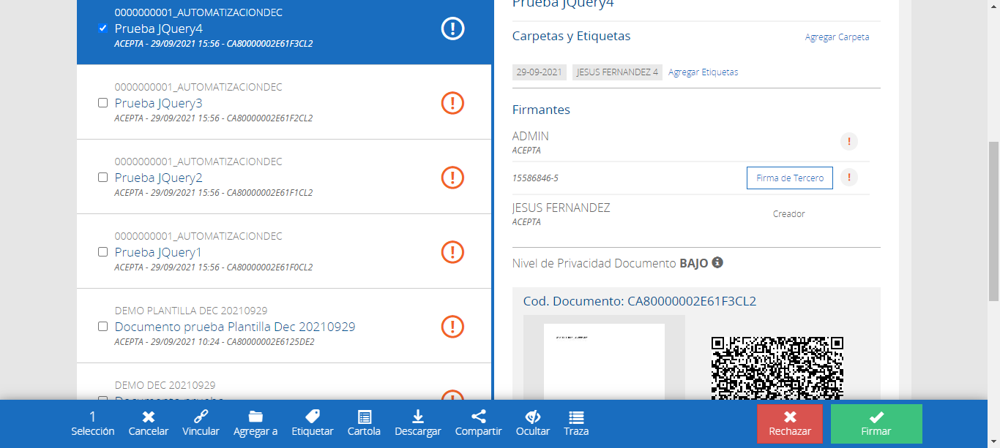 0000000001_AUTOMATIZACIONDEC
Prueba JQuery4
ACEPTA - 29/09/2021 15:56 - CA80000002E61F3CL2
0000000001_AUTOMATIZACIONDEC
Prueba JQuery3
ACEPTA - 29/09/2021 15:56 - CA80000002E61F2CL2
0000000001_AUTOMATIZACIONDEC
Prueba JQuery2
ACEPTA - 29/09/2021 15:56 - CA80000002E61F1CL2
0000000001_AUTOMATIZACIONDEC
Prueba JQuery1
ACEPTA - 29/09/2021 15:56 - CA80000002E61F0CL2
DEMO PLANTILLA DEC 20210929
Documento prueba Plantilla Dec 20210929
ACEPTA - 29/09/2021 10:24 - CA80000002E6125DE2
DEMO DEC 20210929
Documento prueba
Prueba JQuery4
Carpetas y Etiquetas Agregar Carpeta
29-09-2021 JESUS FERNANDEZ 4 Agregar Etiquetas
Firmantes
ADMIN
ACEPTA
15586846-5 Firma de Tercero
JESUS FERNANDEZ
ACEPTA
Creador
Nivel de Privacidad Documento BAJO
Cod. Documento: CA80000002E61F3CL2
1
Selección Cancelar Vincular Agregar a Etiquetar Cartola Descargar Compartir Ocultar Traza Rechazar Firmar